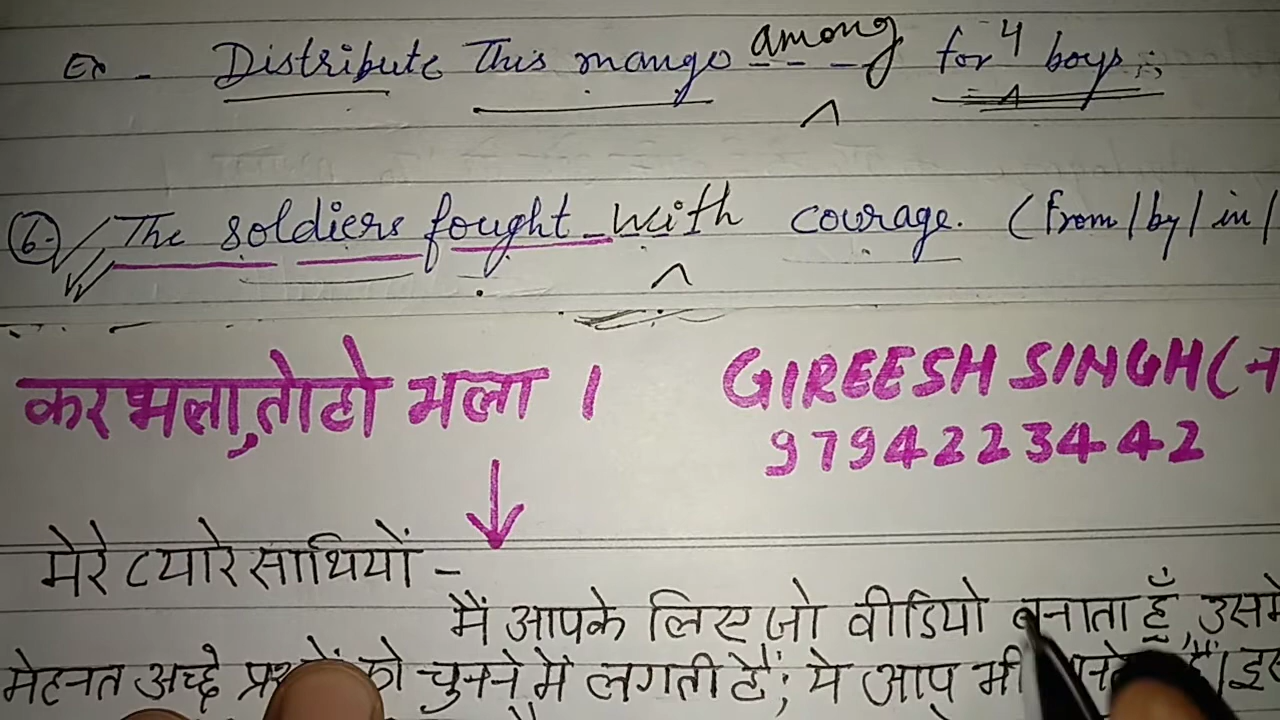 Ex - Distribute This mango among for 4 boys.
⑥ The soldiers fought with courage. (from/by/in/
कर भला, तो हो भला । GIREESH SINGH (
9794223442
मेरे प्यारे साथियों -
मैं आपके लिए जो वीडियो बनाता हूँ, उसमे
मेहनत अच्छे प्रश्नों को चुनने में लगती है; ये आप भी